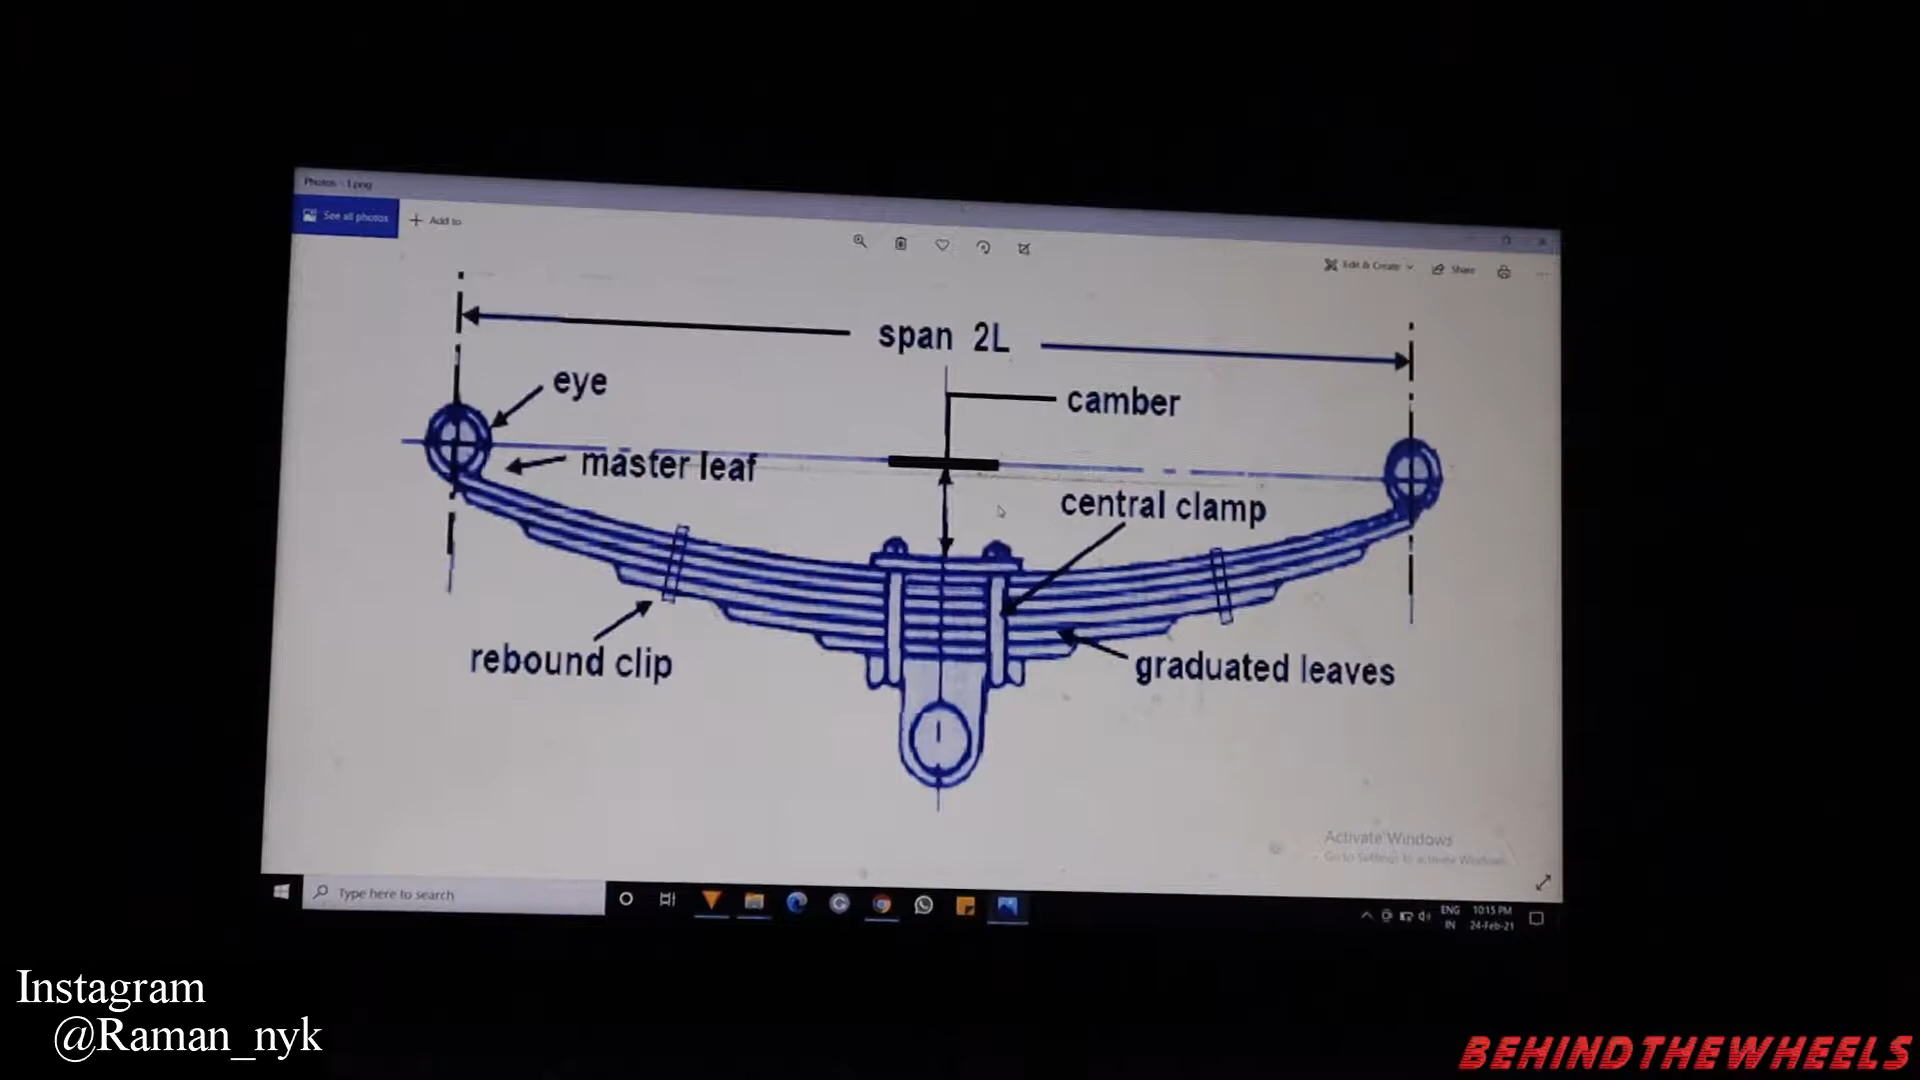 Photos - 1.png
See all photos
Add to
Edit & Create
Share
span 2L
eye
camber
master leaf
central clamp
rebound clip
graduated leaves
Activate Windows
Go to Settings to activate Windows.
Type here to search
ENG
IN
10:15 PM
24-Feb-21
Instagram
@Raman_nyk
BEHINDTHEWHEELS